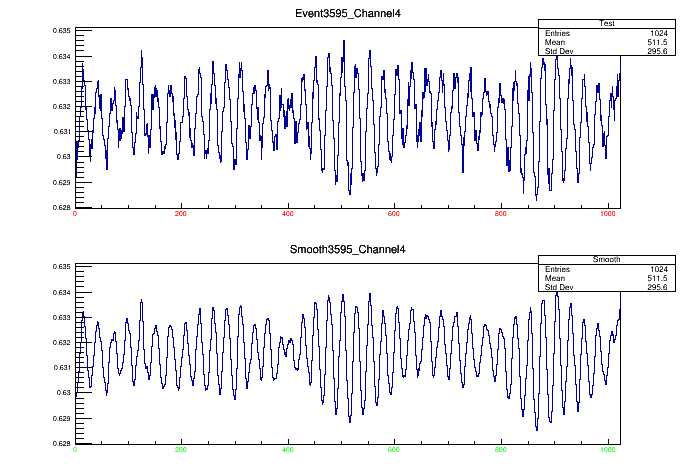 Event3595_Channel4
Test
Entries 1024
Mean 511.5
Std Dev 295.6
0.635
0.634
0.633
0.632
0.631
0.63
0.629
0.628
0 200 400 600 800 1000
Smooth3595_Channel4
Smooth
Entries 1024
Mean 511.5
Std Dev 295.6
0.635
0.634
0.633
0.632
0.631
0.63
0.629
0.628
0 200 400 600 800 1000